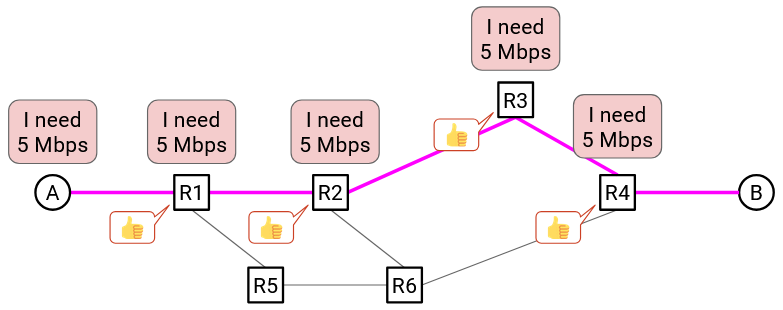 I need
5 Mbps
R3
I need
5 Mbps
I need
5 Mbps
I need
5 Mbps
I need
5 Mbps
A
R1
R2
R4
B
R5
R6